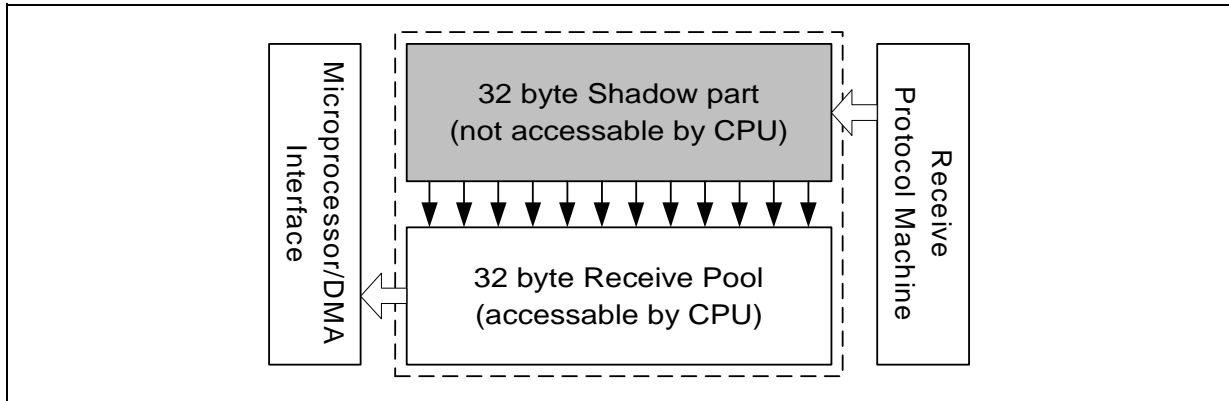 Microprocessor/DMA
Interface
32 byte Shadow part
(not accessable by CPU)
32 byte Receive Pool
(accessable by CPU)
Receive
Protocol Machine